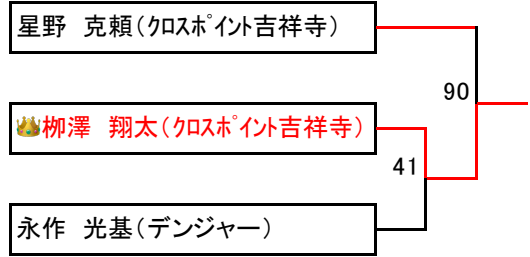 星野 克頼(クロスポイント吉祥寺)
90
👑柳澤 翔太(クロスポイント吉祥寺)
41
永作 光基(デンジャー)